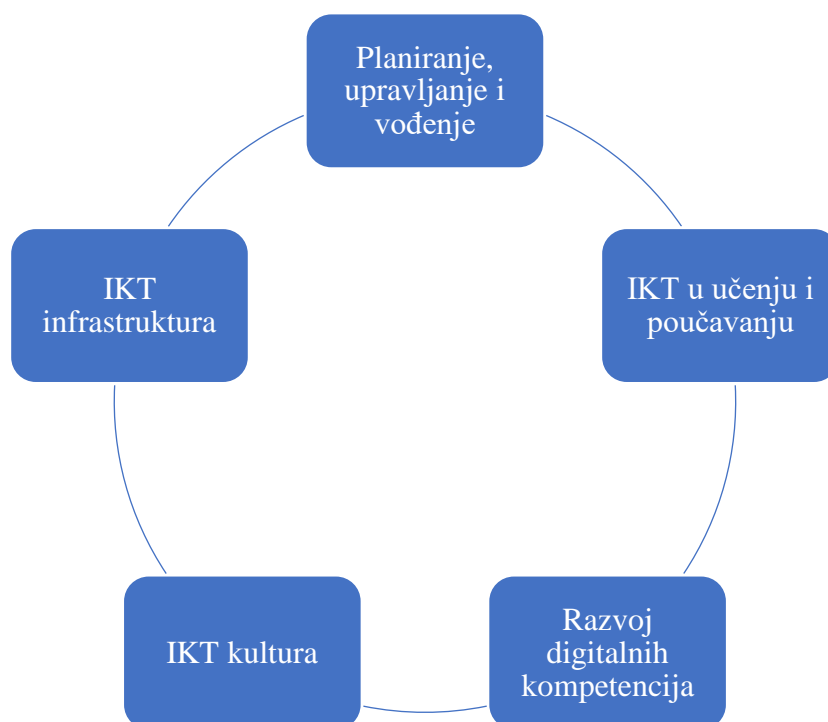 Planiranje,
upravljanje i
vođenje
IKT u učenju i
poučavanju
Razvoj
digitalnih
kompetencija
IKT kultura
IKT
infrastruktura